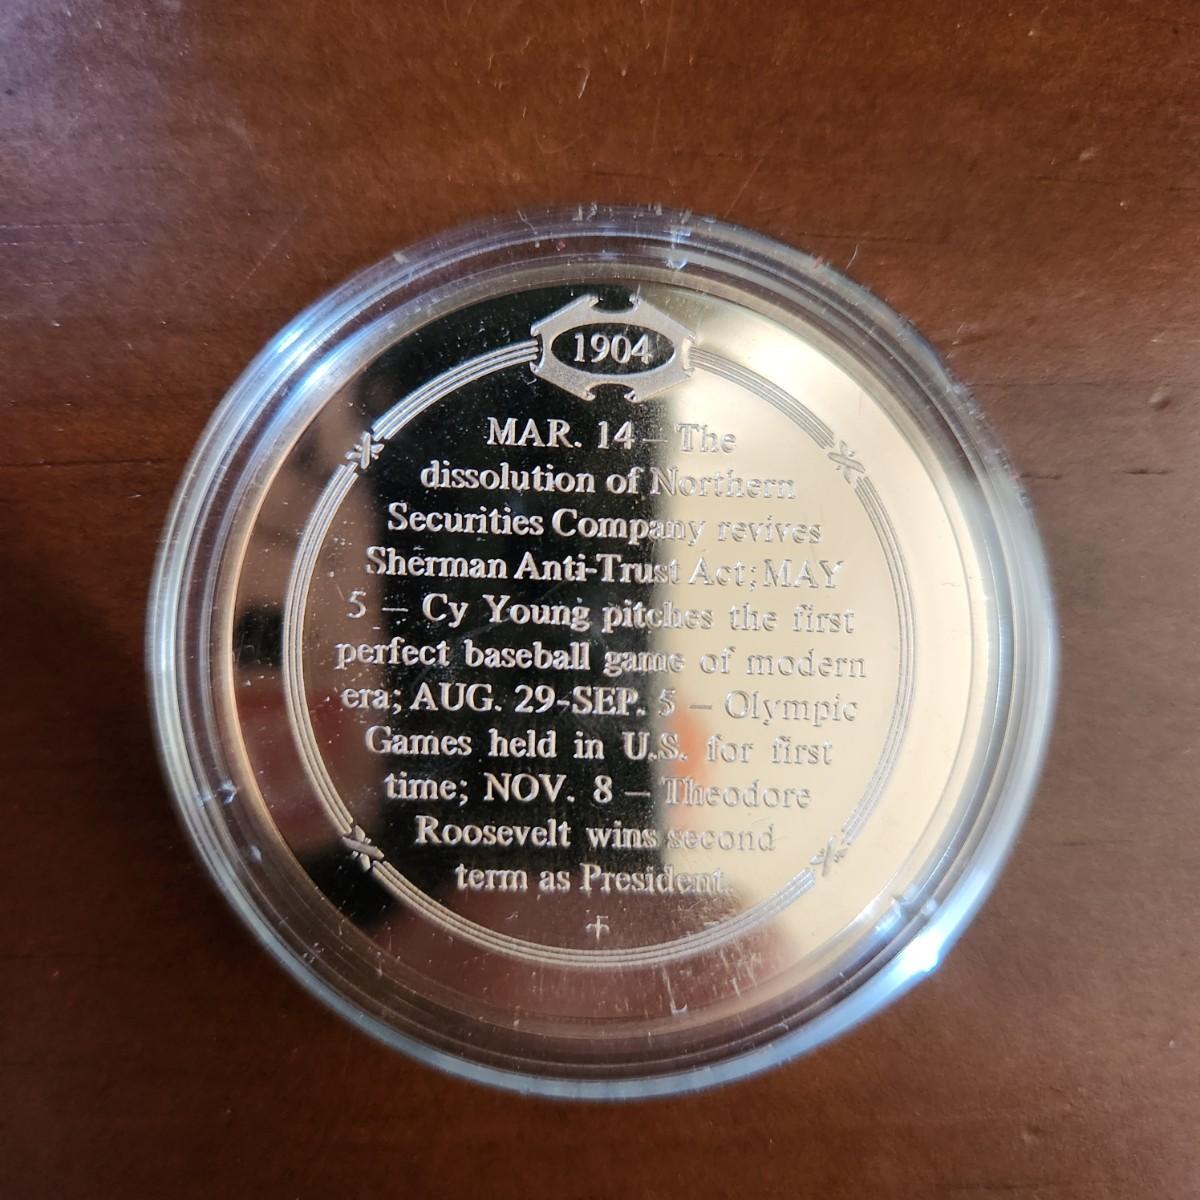 1904
MAR. 14 – The
dissolution of Northern
Securities Company revives
Sherman Anti-Trust Act; MAY
5 – Cy Young pitches the first
perfect baseball game of modern
era; AUG. 29-SEP. 5 – Olympic
Games held in U.S. for first
time; NOV. 8 – Theodore
Roosevelt wins second
term as President.